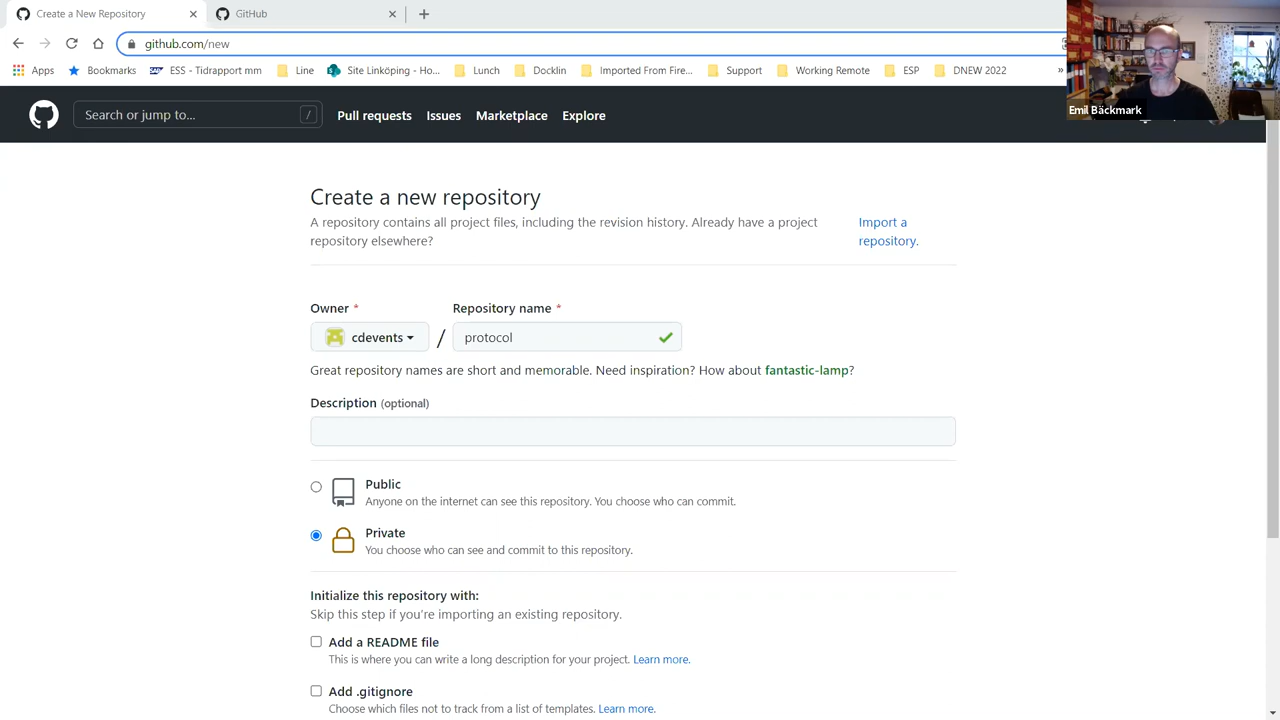 Create a New Repository
GitHub
github.com/new
Apps
Bookmarks
ESS - Tidrapport mm
Line
Site Linköping - Ho...
Lunch
Docklin
Imported From Fire...
Support
Working Remote
ESP
DNEW 2022
»
Emil Bäckmark
Search or jump to...
/
Pull requests
Issues
Marketplace
Explore
Create a new repository
A repository contains all project files, including the revision history. Already have a project
repository elsewhere?
Import a
repository.
Owner *
Repository name *
cdevents
/
protocol
Great repository names are short and memorable. Need inspiration? How about fantastic-lamp?
Description (optional)
Public
Anyone on the internet can see this repository. You choose who can commit.
Private
You choose who can see and commit to this repository.
Initialize this repository with:
Skip this step if you're importing an existing repository.
Add a README file
This is where you can write a long description for your project. Learn more.
Add .gitignore
Choose which files not to track from a list of templates. Learn more.